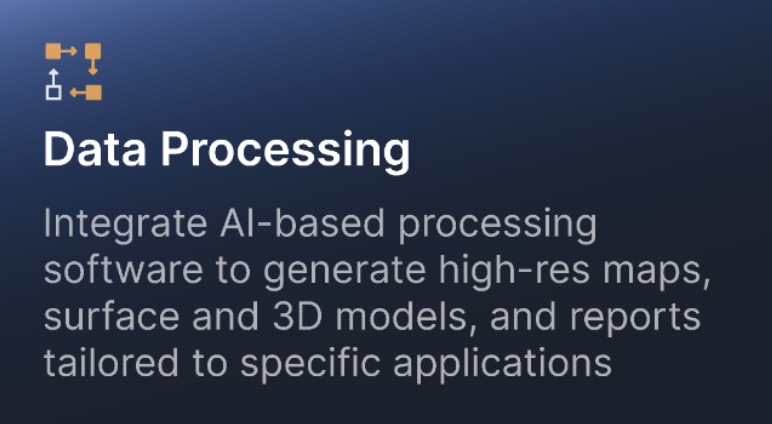 Data Processing
Integrate AI-based processing
software to generate high-res maps,
surface and 3D models, and reports
tailored to specific applications